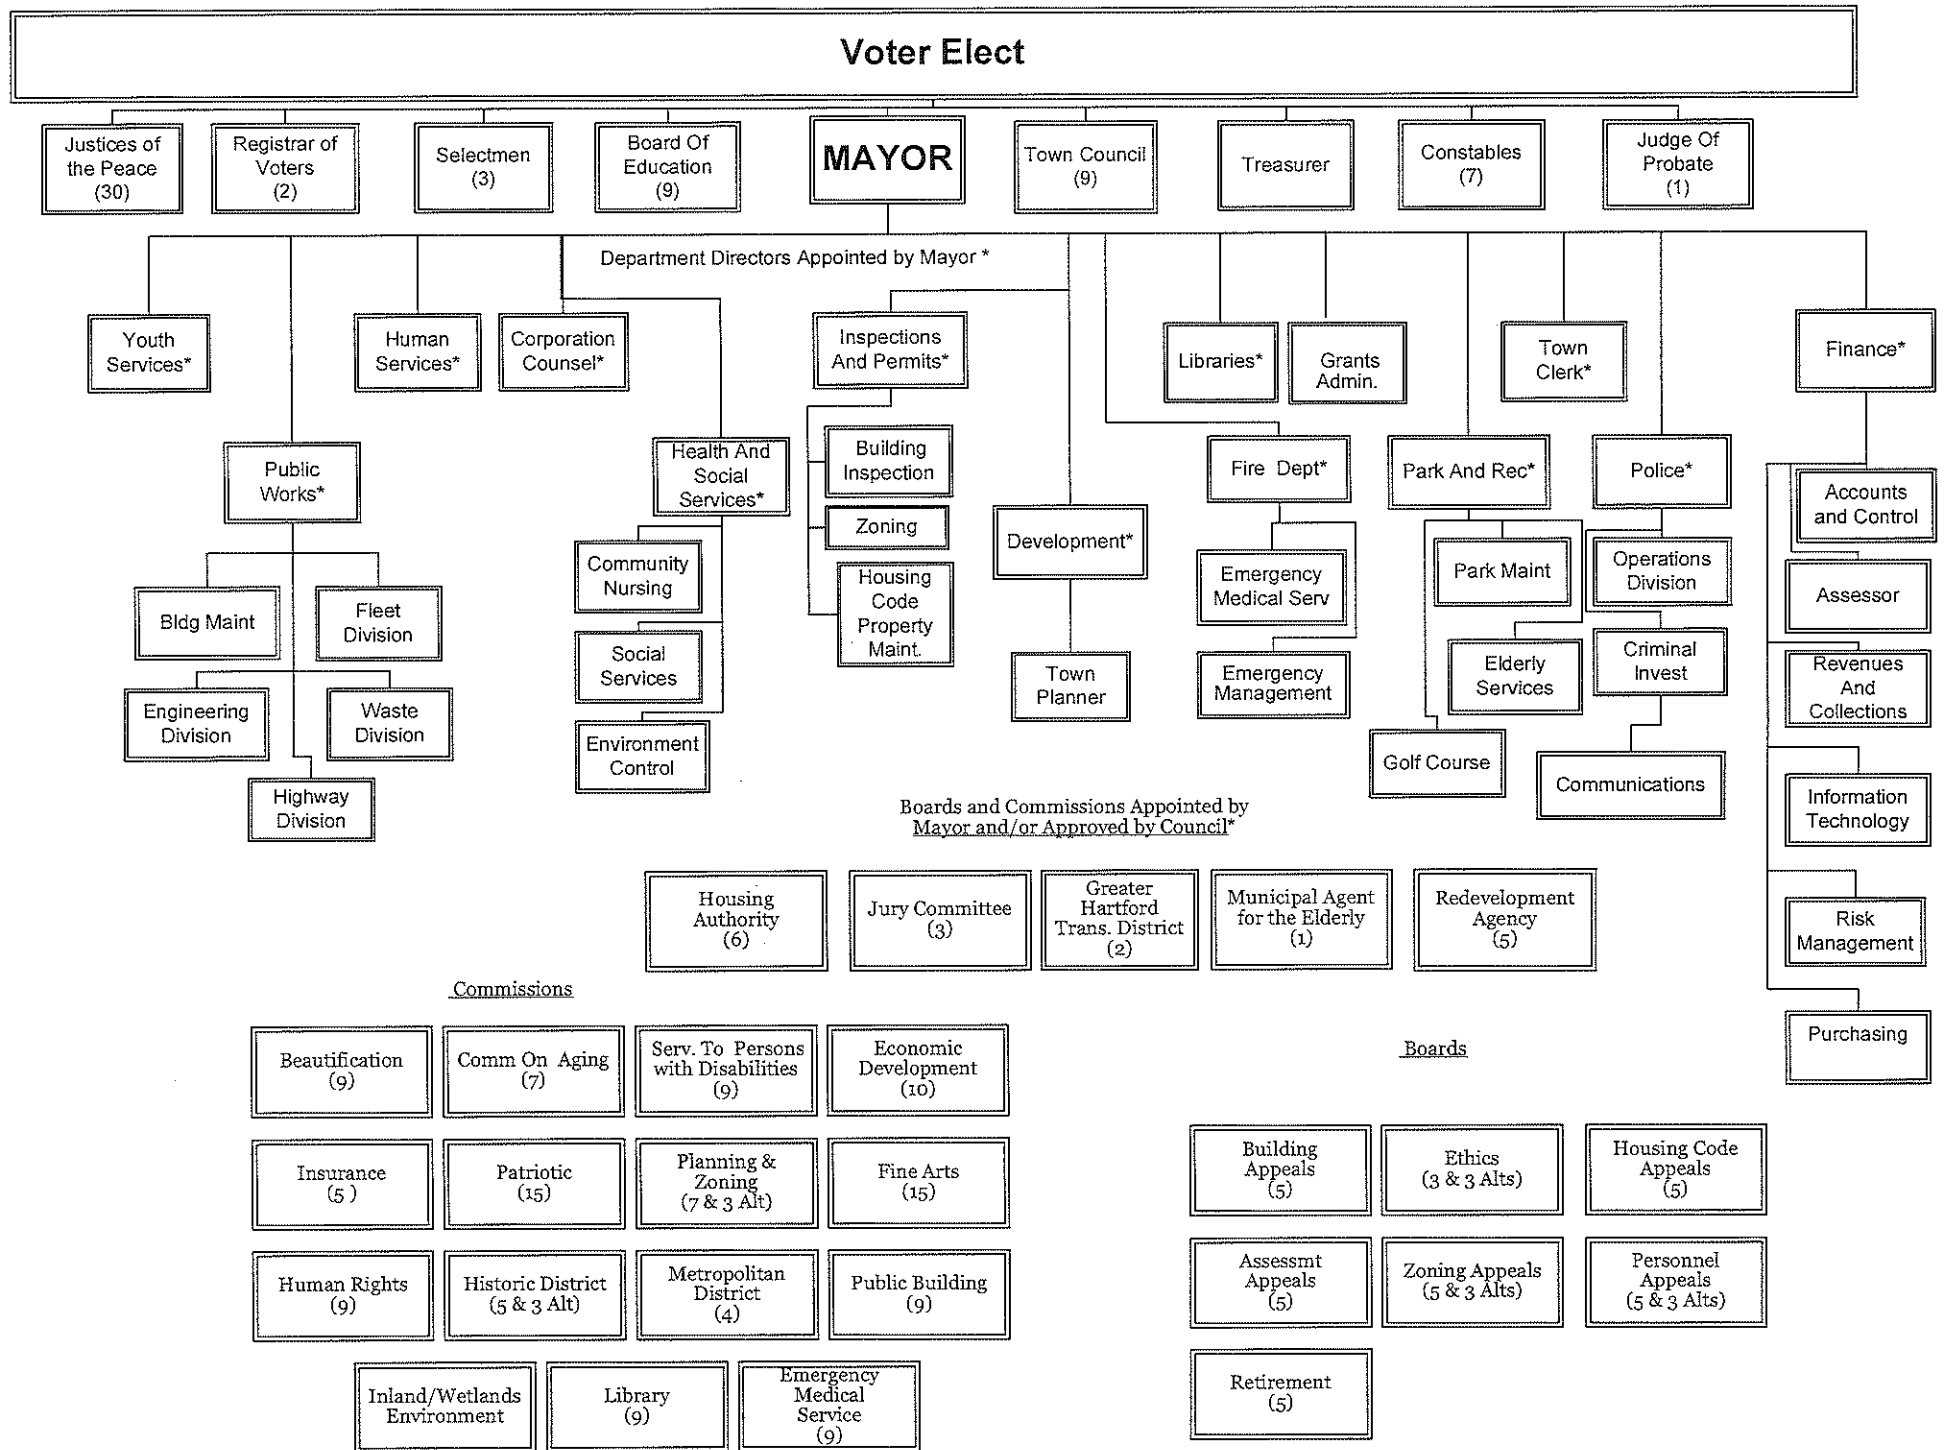 Voter Elect
Justices of
the Peace
(30)
Registrar of
Voters
(2)
Selectmen
(3)
Board Of
Education
(9)
MAYOR
Town Council
(9)
Treasurer
Constables
(7)
Judge Of
Probate
(1)
Department Directors Appointed by Mayor *
Youth
Services*
Human
Services*
Corporation
Counsel*
Inspections
And Permits*
Libraries*
Grants
Admin.
Town
Clerk*
Finance*
Public
Works*
Health And
Social
Services*
Building
Inspection
Zoning
Housing
Code
Property
Maint.
Development*
Fire Dept*
Park And Rec*
Police*
Accounts
and Control
Community
Nursing
Emergency
Medical Serv
Park Maint
Operations
Division
Assessor
Bldg Maint
Fleet
Division
Social
Services
Town
Planner
Emergency
Management
Elderly
Services
Criminal
Invest
Revenues
And
Collections
Engineering
Division
Waste
Division
Environment
Control
Golf Course
Communications
Highway
Division
Information
Technology
Boards and Commissions Appointed by
Mayor and/or Approved by Council*
Housing
Authority
(6)
Jury Committee
(3)
Greater
Hartford
Trans. District
(2)
Municipal Agent
for the Elderly
(1)
Redevelopment
Agency
(5)
Risk
Management
Purchasing
Commissions
Beautification
(9)
Comm On Aging
(7)
Serv. To Persons
with Disabilities
(9)
Economic
Development
(10)
Insurance
(5 )
Patriotic
(15)
Planning &
Zoning
(7 & 3 Alt)
Fine Arts
(15)
Human Rights
(9)
Historic District
(5 & 3 Alt)
Metropolitan
District
(4)
Public Building
(9)
Inland/Wetlands
Environment
Library
(9)
Emergency
Medical
Service
(9)
Boards
Building
Appeals
(5)
Ethics
(3 & 3 Alts)
Housing Code
Appeals
(5)
Assessmt
Appeals
(5)
Zoning Appeals
(5 & 3 Alts)
Personnel
Appeals
(5 & 3 Alts)
Retirement
(5)